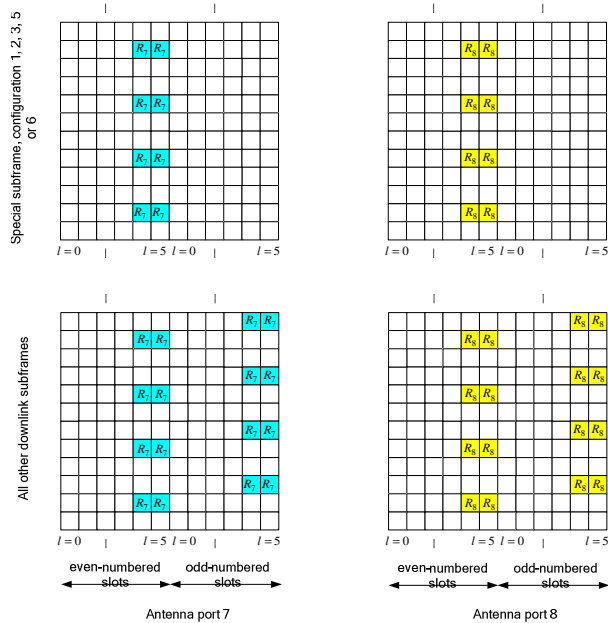 Special subframe, configuration 1, 2, 3, 5
or 6
R7 R7 R8 R8
R7 R7 R8 R8
R7 R7 R8 R8
R7 R7 R8 R8
l = 0 l = 5 l = 0 l = 5 l = 0 l = 5 l = 0 l = 5
All other downlink subframes
R7 R7 R8 R8
R7 R7 R8 R8
R7 R7 R8 R8
R7 R7 R8 R8
R7 R7 R8 R8
R7 R7 R8 R8
R7 R7 R8 R8
R7 R7 R8 R8
l = 0 l = 5 l = 0 l = 5 l = 0 l = 5 l = 0 l = 5
even-numbered odd-numbered even-numbered odd-numbered
slots slots slots slots
Antenna port 7 Antenna port 8